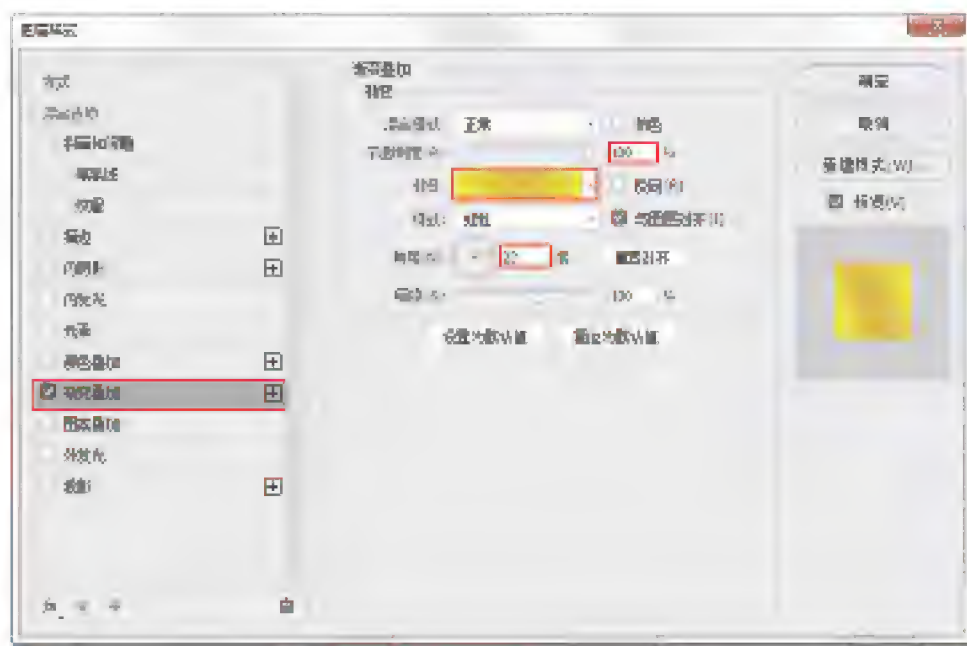 图层样式
样式
混合选项
斜面和浮雕
等高线
纹理
描边
内阴影
内发光
光泽
颜色叠加
渐变叠加
图案叠加
外发光
投影
渐变叠加
渐变
混合模式: 正常 仿色
不透明度(P): 100 %
渐变: 反向(R)
样式: 线性 与图层对齐(I)
角度(N): 度 重置对齐
缩放(S): 100 %
设置为默认值 复位为默认值
确定
取消
新建样式(W)...
预览(V)